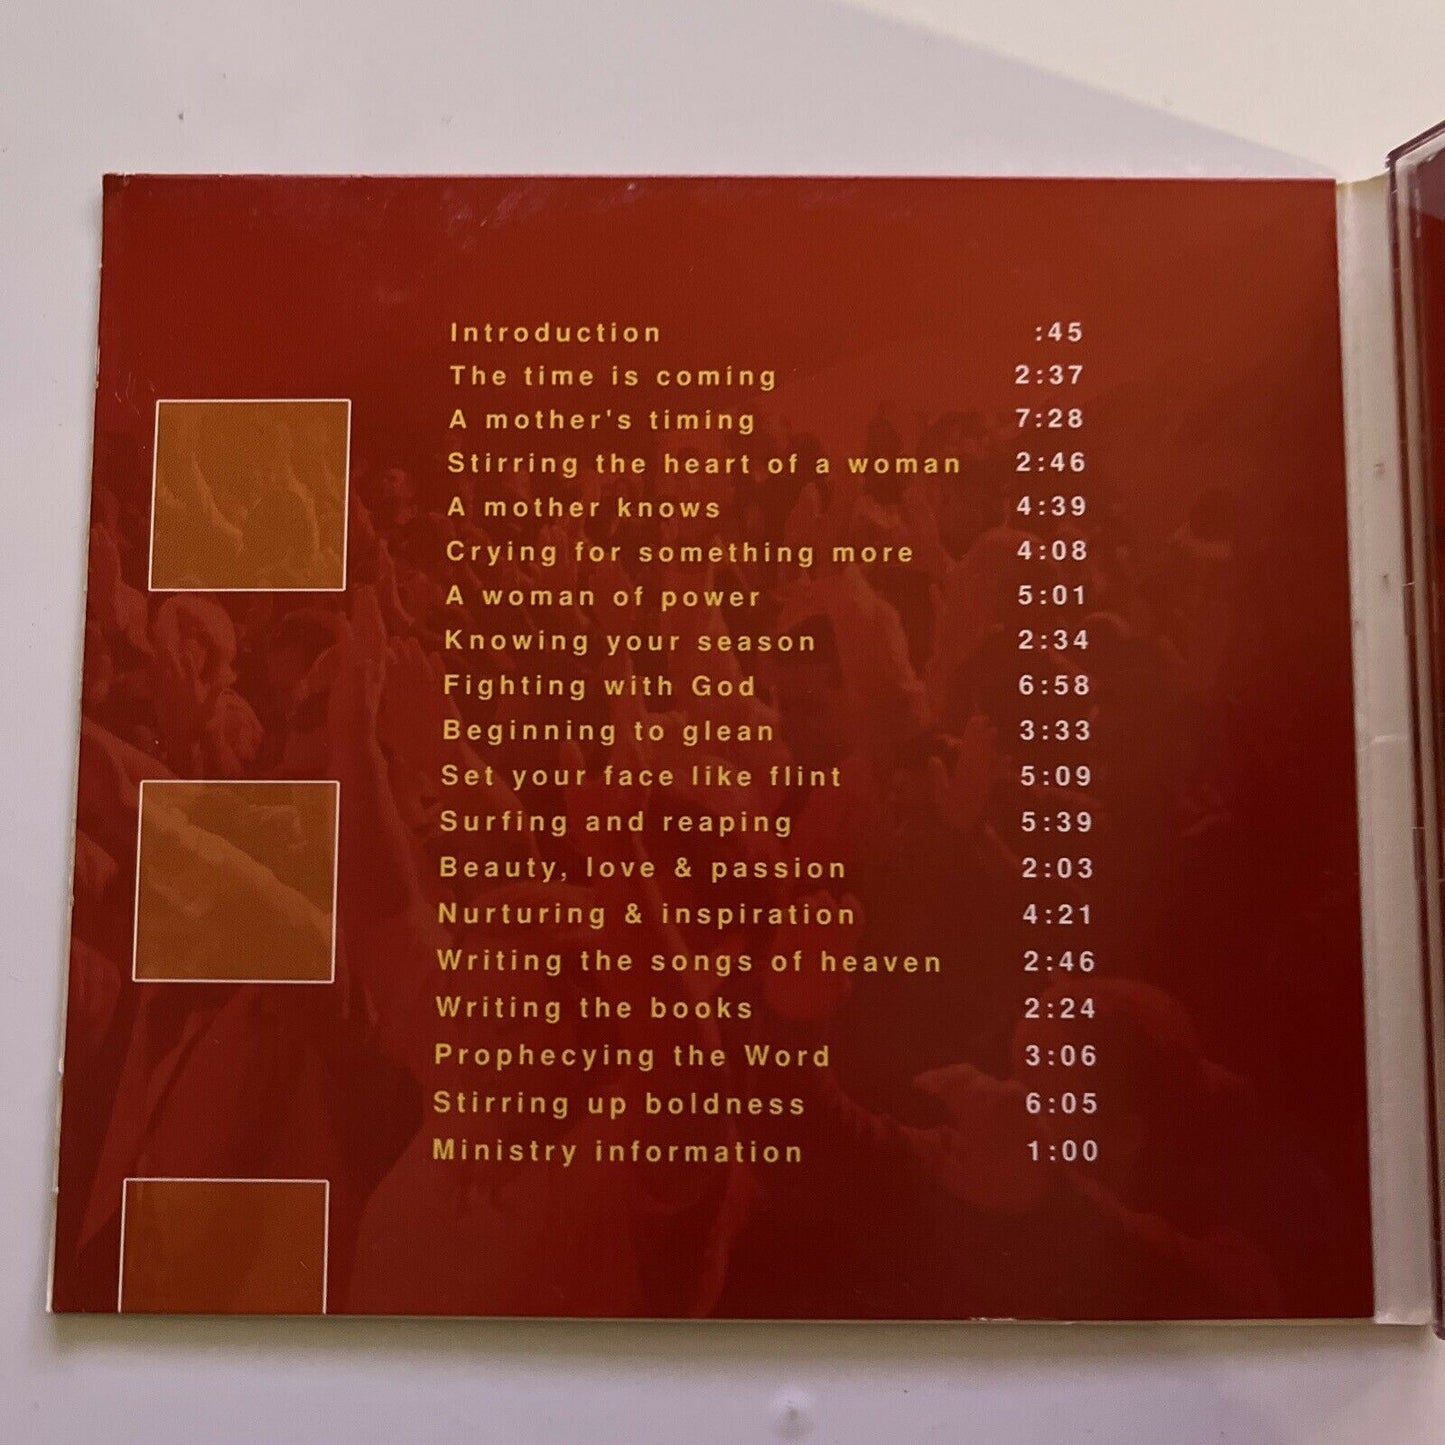 Introduction :45
The time is coming 2:37
A mother's timing 7:28
Stirring the heart of a woman 2:46
A mother knows 4:39
Crying for something more 4:08
A woman of power 5:01
Knowing your season 2:34
Fighting with God 6:58
Beginning to glean 3:33
Set your face like flint 5:09
Surfing and reaping 5:39
Beauty, love & passion 2:03
Nurturing & inspiration 4:21
Writing the songs of heaven 2:46
Writing the books 2:24
Prophecying the Word 3:06
Stirring up boldness 6:05
Ministry information 1:00